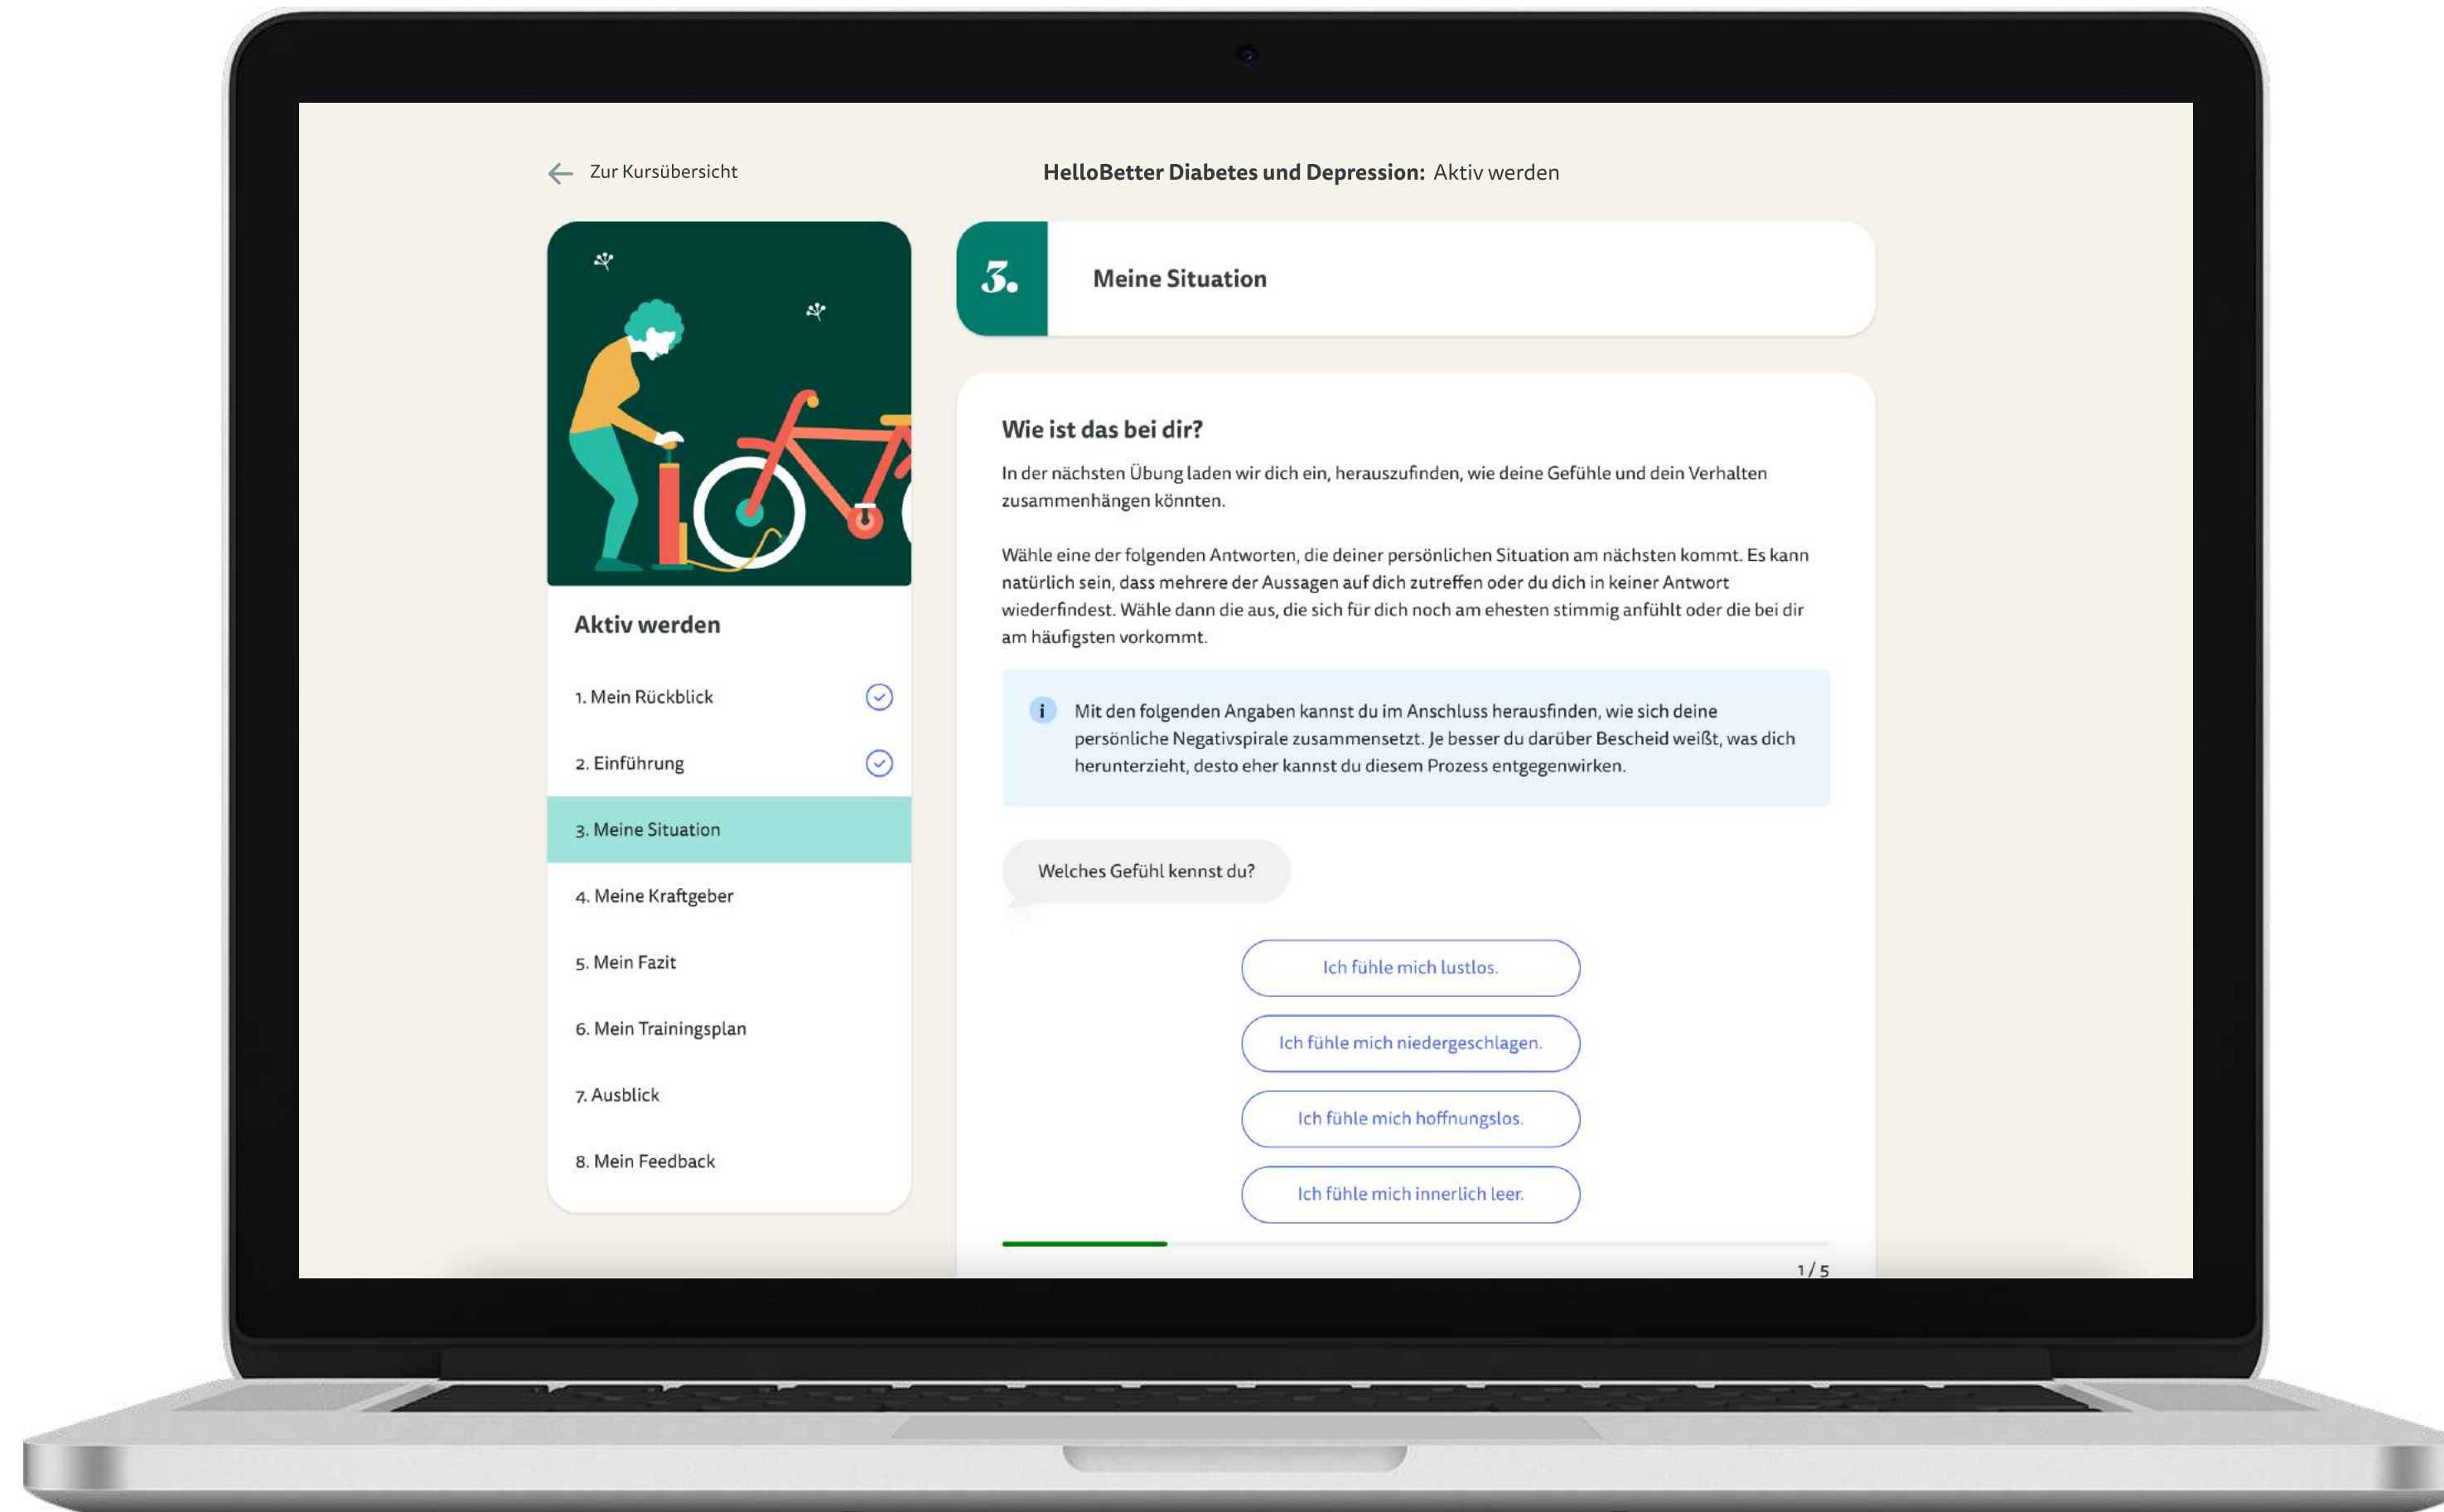 Zur Kursübersicht
HelloBetter Diabetes und Depression: Aktiv werden
3.
Meine Situation
Aktiv werden
1. Mein Rückblick
2. Einführung
3. Meine Situation
4. Meine Kraftgeber
5. Mein Fazit
6. Mein Trainingsplan
7. Ausblick
8. Mein Feedback
Wie ist das bei dir?
In der nächsten Übung laden wir dich ein, herauszufinden, wie deine Gefühle und dein Verhalten
zusammenhängen könnten.
Wähle eine der folgenden Antworten, die deiner persönlichen Situation am nächsten kommt. Es kann
natürlich sein, dass mehrere der Aussagen auf dich zutreffen oder du dich in keiner Antwort
wiederfindest. Wähle dann die aus, die sich für dich noch am ehesten stimmig anfühlt oder die bei dir
am häufigsten vorkommt.
i
Mit den folgenden Angaben kannst du im Anschluss herausfinden, wie sich deine
persönliche Negativspirale zusammensetzt. Je besser du darüber Bescheid weißt, was dich
herunterzieht, desto eher kannst du diesem Prozess entgegenwirken.
Welches Gefühl kennst du?
Ich fühle mich lustlos.
Ich fühle mich niedergeschlagen.
Ich fühle mich hoffnungslos.
Ich fühle mich innerlich leer.
1 / 5